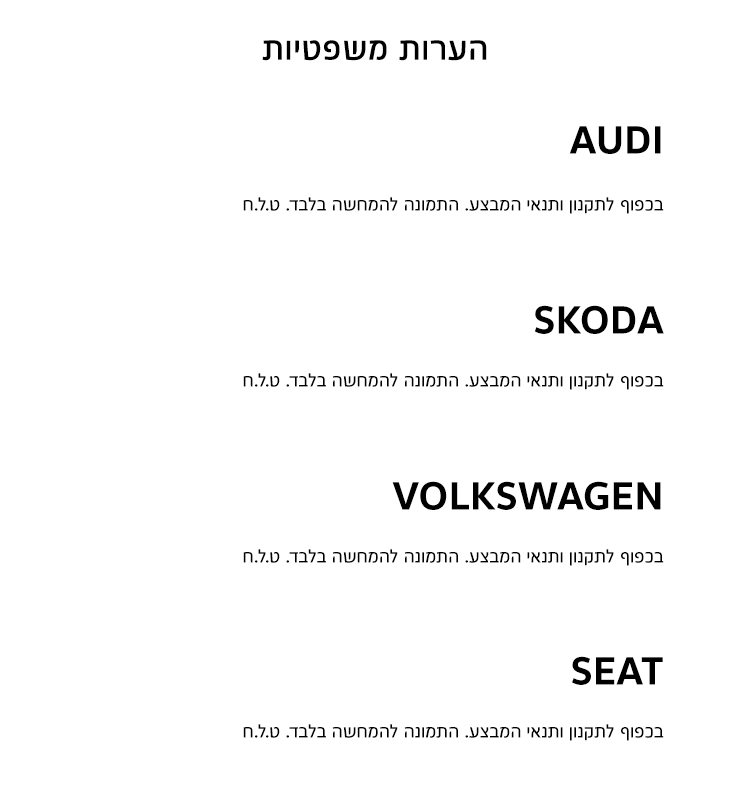 הערות משפטיות
AUDI
בכפוף לתקנון ותנאי המבצע. התמונה להמחשה בלבד. ט.ל.ח
SKODA
בכפוף לתקנון ותנאי המבצע. התמונה להמחשה בלבד. ט.ל.ח
VOLKSWAGEN
בכפוף לתקנון ותנאי המבצע. התמונה להמחשה בלבד. ט.ל.ח
SEAT
בכפוף לתקנון ותנאי המבצע. התמונה להמחשה בלבד. ט.ל.ח